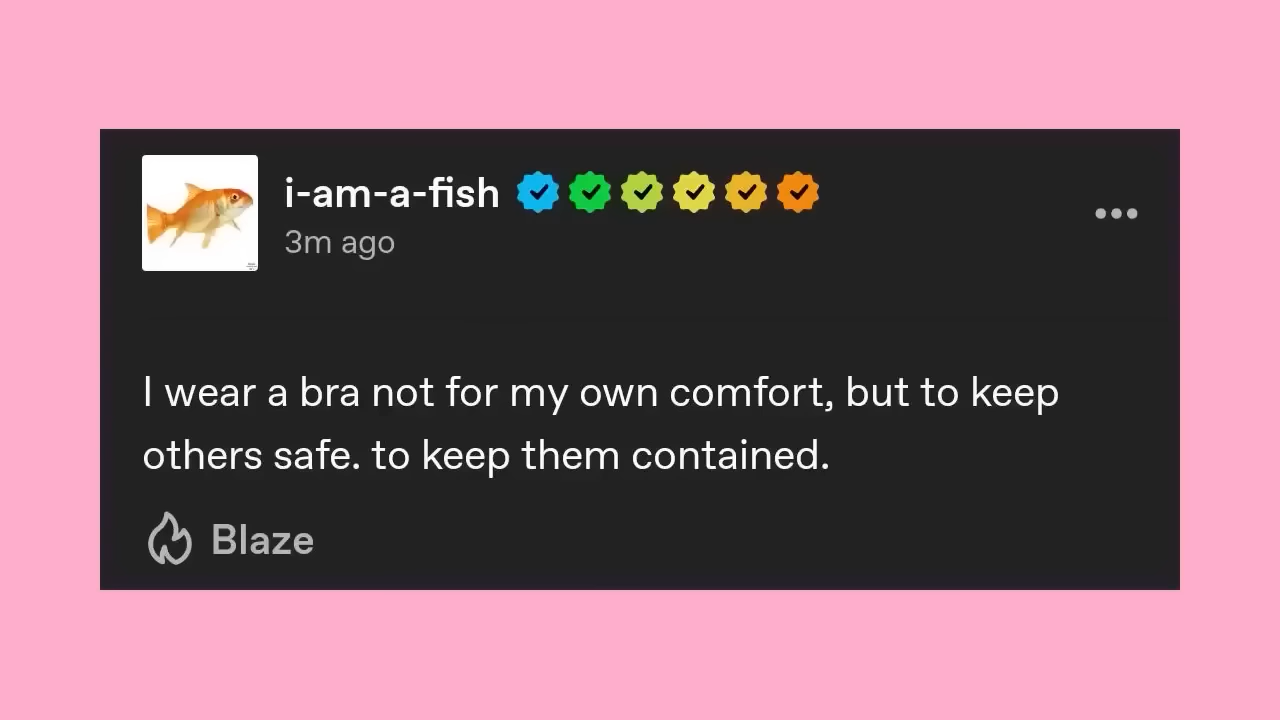 i-am-a-fish
3m ago
I wear a bra not for my own comfort, but to keep
others safe. to keep them contained.
Blaze